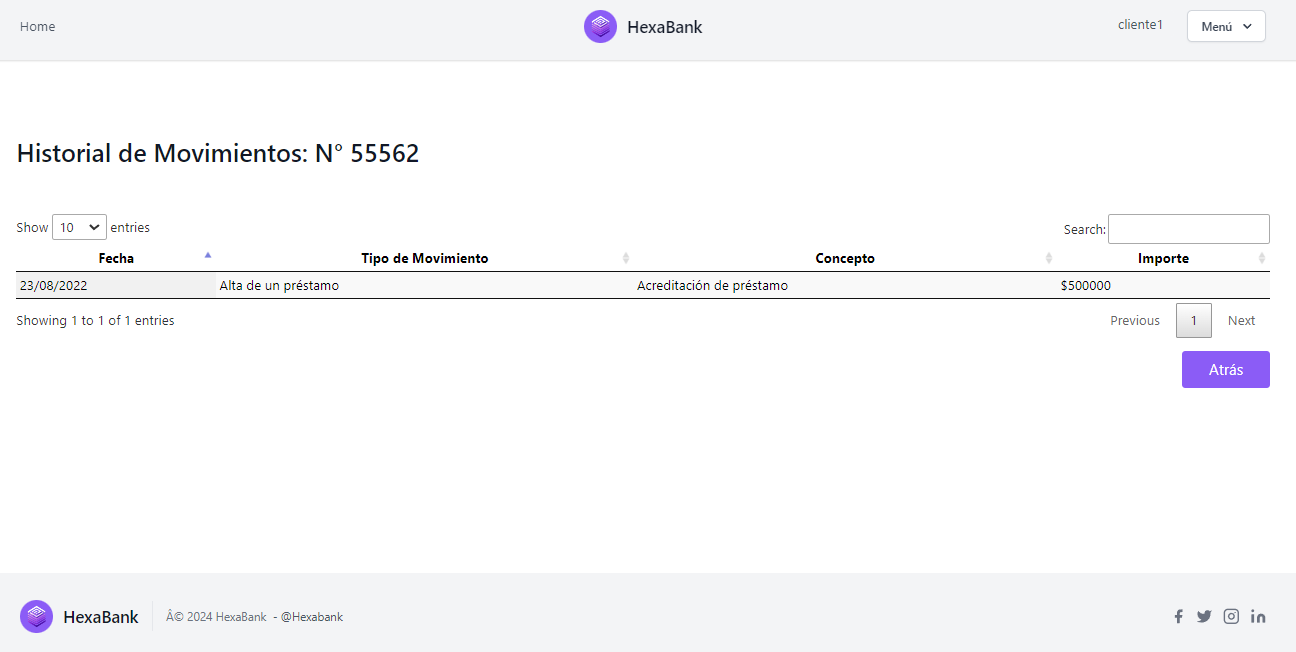 Home
HexaBank
cliente1
Menú
Historial de Movimientos: N° 55562
Show 10 entries
Search:
Fecha Tipo de Movimiento Concepto Importe
23/08/2022 Alta de un préstamo Acreditación de préstamo $500000
Showing 1 to 1 of 1 entries
Previous 1 Next
Atrás
HexaBank
Â© 2024 HexaBank - @Hexabank